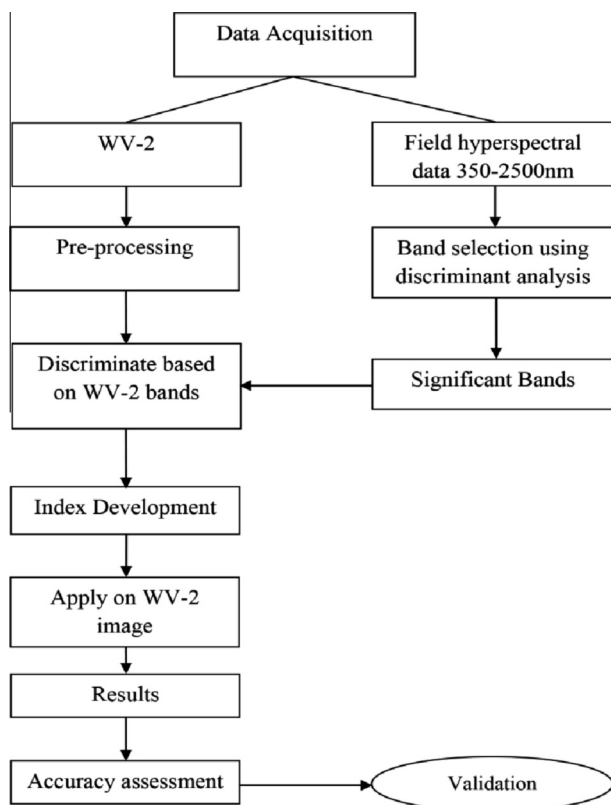 Data Acquisition
WV-2
Field hyperspectral
data 350-2500nm
Pre-processing
Band selection using
discriminant analysis
Discriminate based
on WV-2 bands
Significant Bands
Index Development
Apply on WV-2
image
Results
Accuracy assessment
Validation